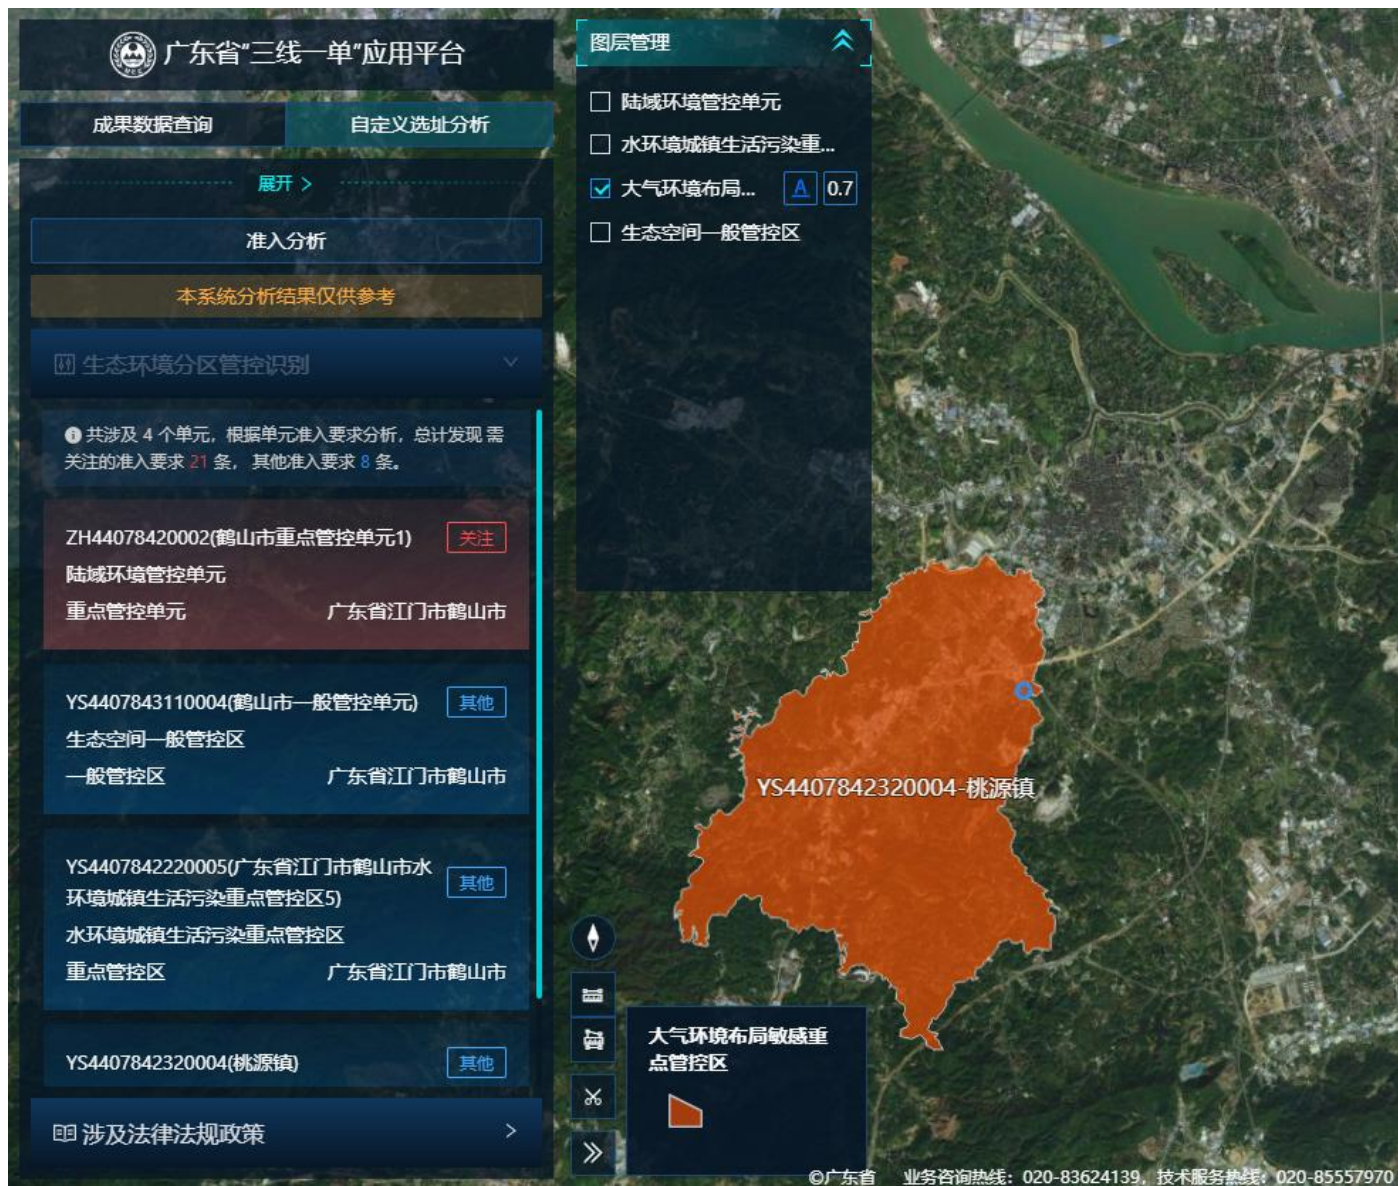 广东省"三线一单"应用平台
成果数据查询
自定义选址分析
展开 >
准入分析
本系统分析结果仅供参考
生态环境分区管控识别
共涉及 4 个单元，根据单元准入要求分析，总计发现 需
关注的准入要求 21 条， 其他准入要求 8 条。
ZH44078420002(鹤山市重点管控单元1)
关注
陆域环境管控单元
重点管控单元
广东省江门市鹤山市
YS4407843110004(鹤山市一般管控单元)
其他
生态空间一般管控区
一般管控区
广东省江门市鹤山市
YS4407842220005(广东省江门市鹤山市水
环境城镇生活污染重点管控区5)
其他
水环境城镇生活污染重点管控区
重点管控区
广东省江门市鹤山市
YS4407842320004(桃源镇)
其他
涉及法律法规政策
图层管理
陆域环境管控单元
水环境城镇生活污染重...
大气环境布局...
A
0.7
生态空间一般管控区
YS4407842320004-桃源镇
大气环境布局敏感重
点管控区
©广东省 业务咨询热线：020-83624139，技术服务热线：020-85557970